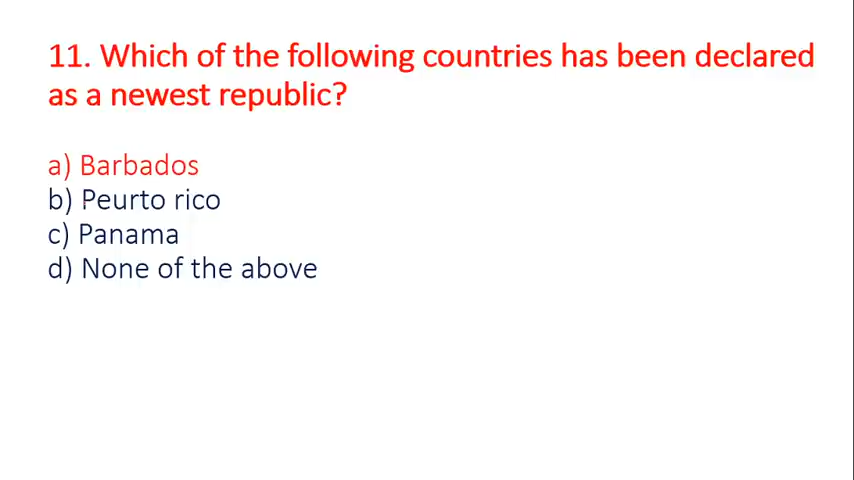 11. Which of the following countries has been declared
as a newest republic?
a) Barbados
b) Peurto rico
c) Panama
d) None of the above